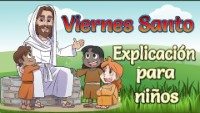 Viernes Santo
Explicación
para
niños